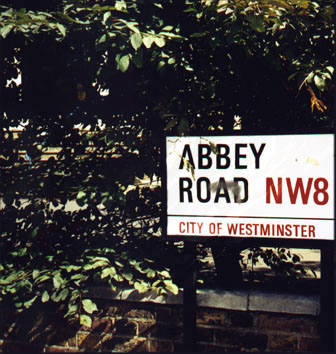 ABBEY
ROAD NW8
CITY OF WESTMINSTER